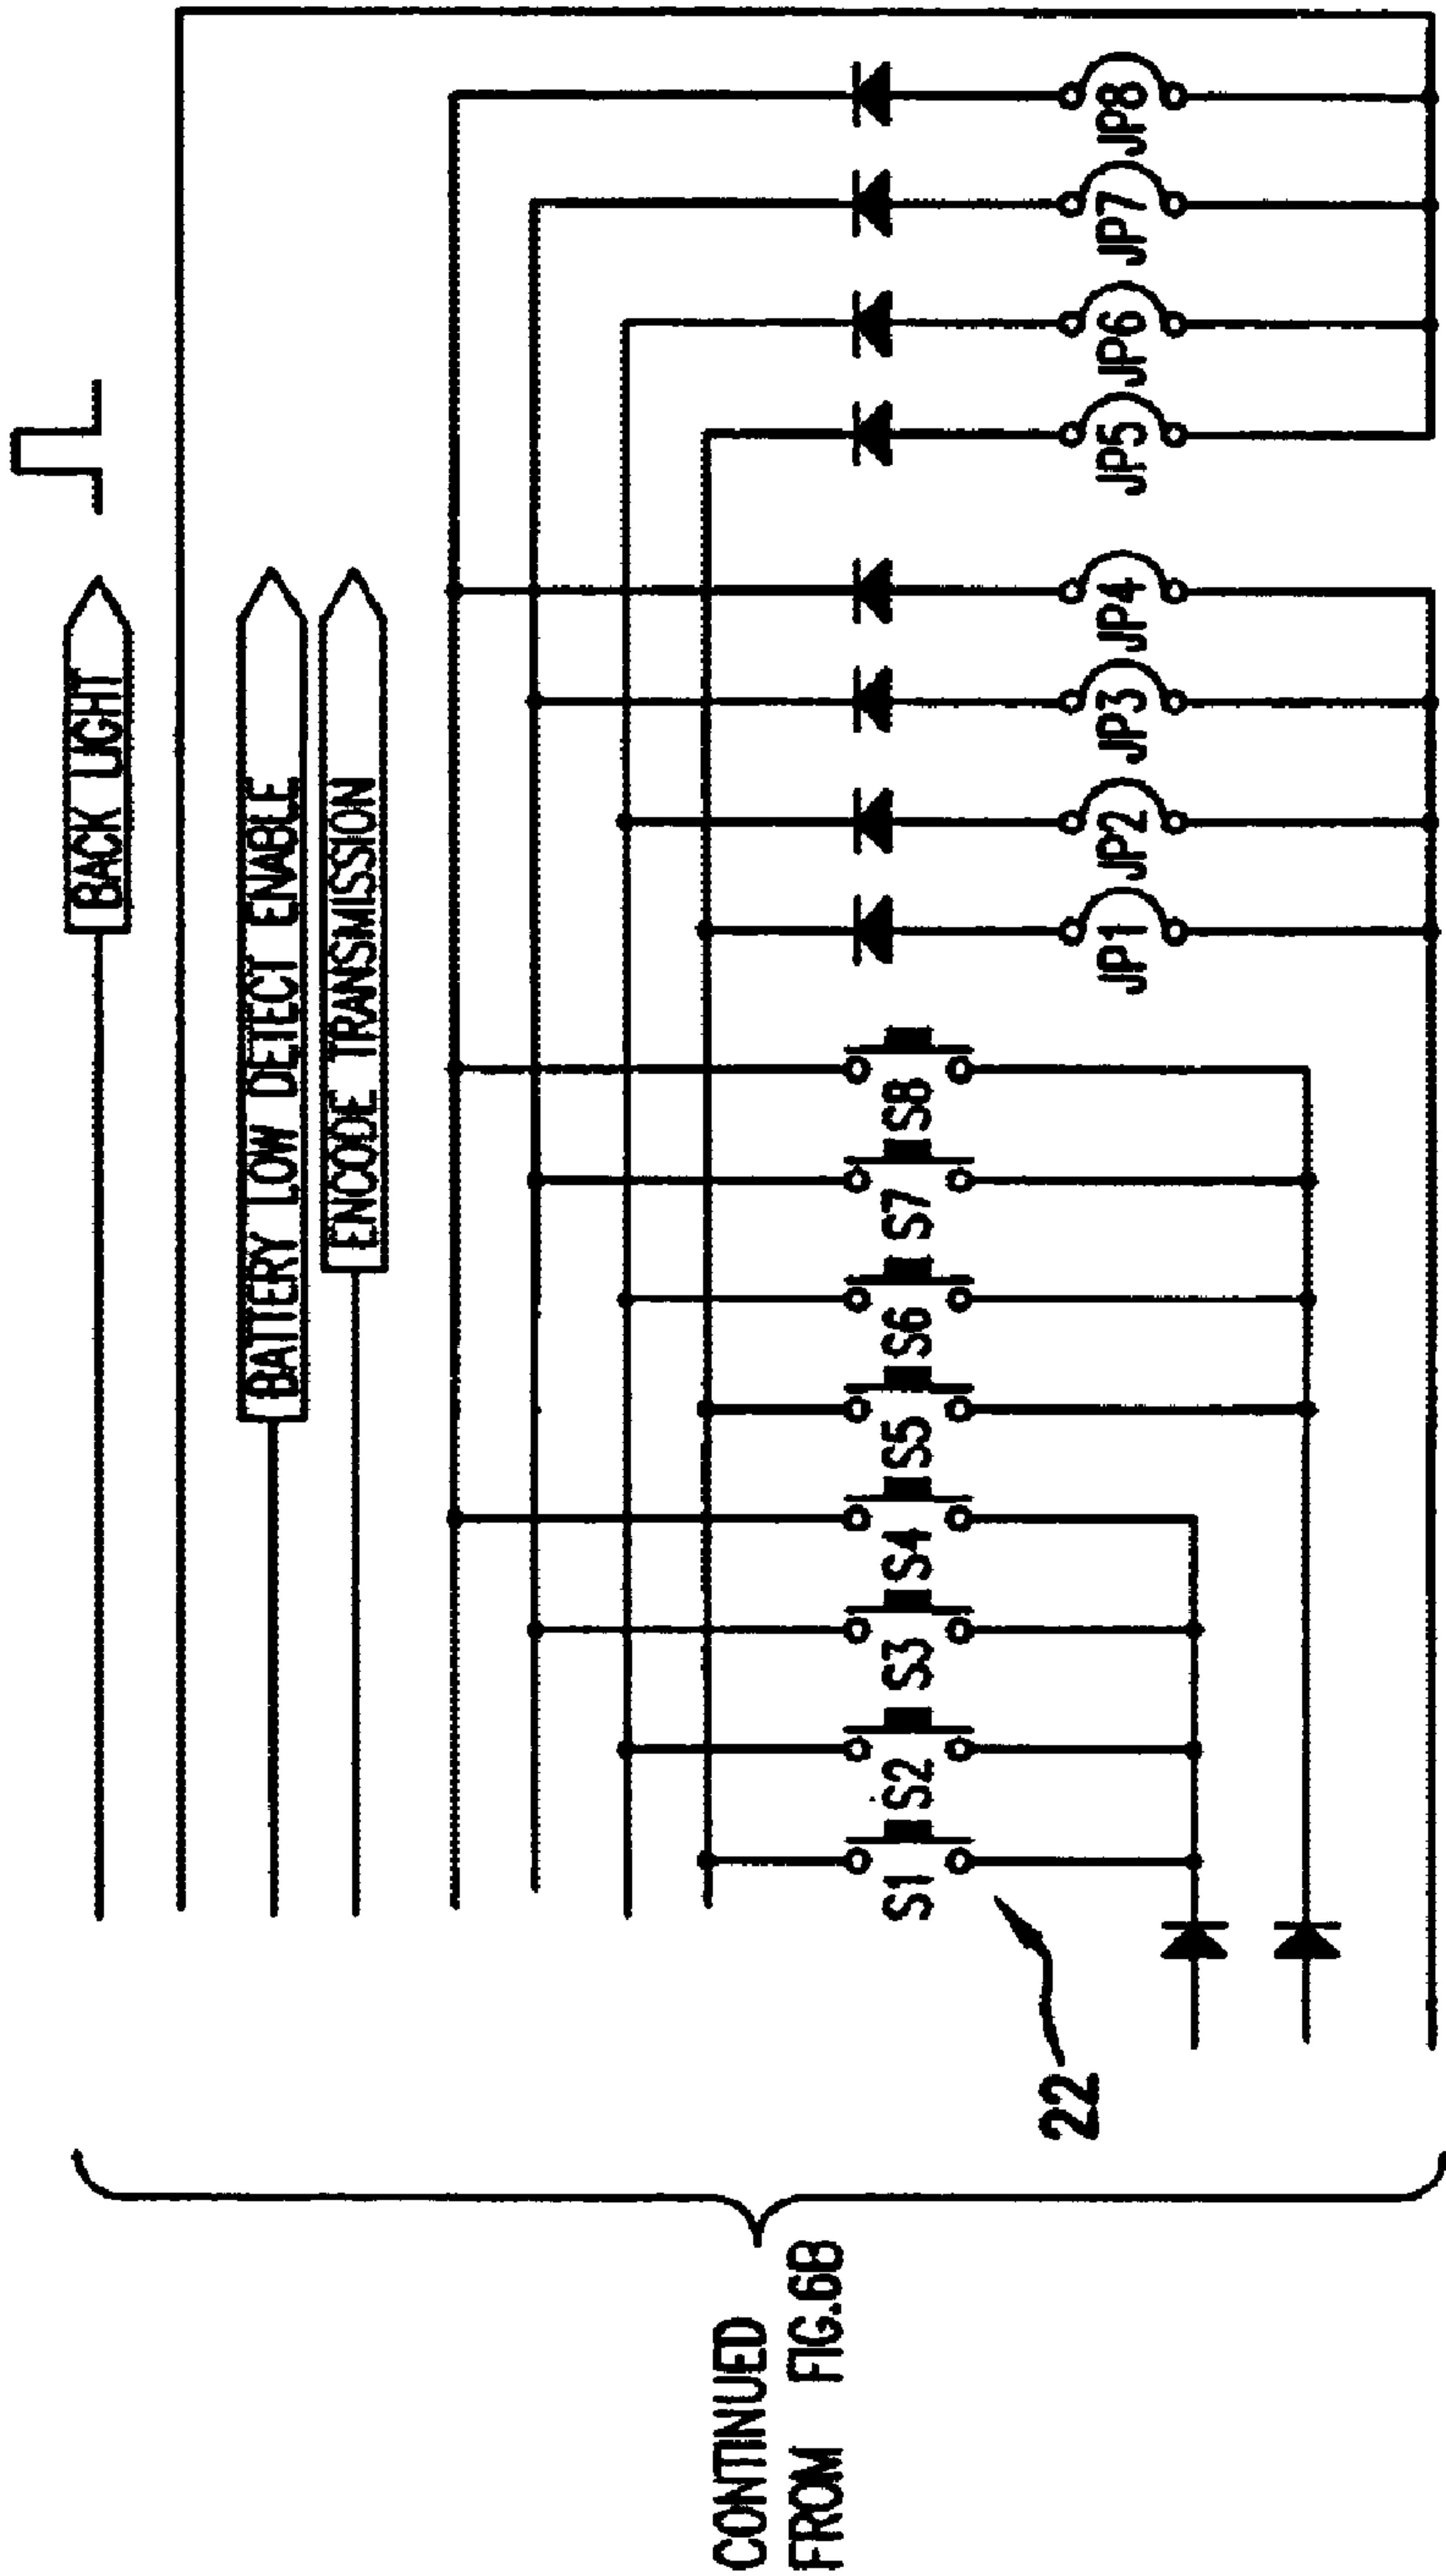 BACK LIGHT
BATTERY LOW DETECT ENABLE
ENCODE TRANSMISSION
S1 S2 S3 S4 S5 S6 S7 S8
JP1 JP2 JP3 JP4 JP5 JP6 JP7 JP8
22
CONTINUED
FROM FIG.6B